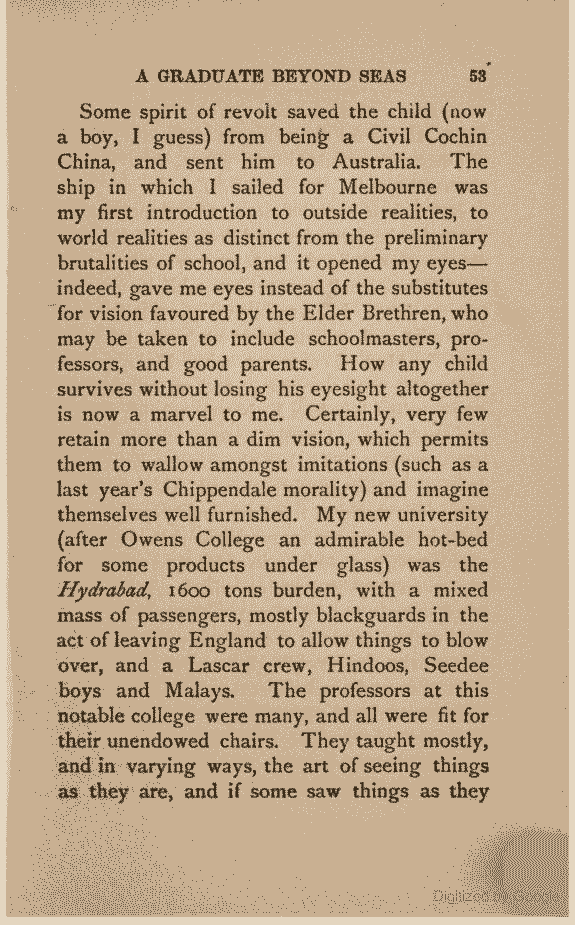 A GRADUATE BEYOND SEAS 53
Some spirit of revolt saved the child (now
a boy, I guess) from being a Civil Cochin
China, and sent him to Australia. The
ship in which I sailed for Melbourne was
my first introduction to outside realities, to
world realities as distinct from the preliminary
brutalities of school, and it opened my eyes—
indeed, gave me eyes instead of the substitutes
for vision favoured by the Elder Brethren, who
may be taken to include schoolmasters, pro-
fessors, and good parents. How any child
survives without losing his eyesight altogether
is now a marvel to me. Certainly, very few
retain more than a dim vision, which permits
them to wallow amongst imitations (such as a
last year's Chippendale morality) and imagine
themselves well furnished. My new university
(after Owens College an admirable hot-bed
for some products under glass) was the
Hydrabad, 1600 tons burden, with a mixed
mass of passengers, mostly blackguards in the
act of leaving England to allow things to blow
over, and a Lascar crew, Hindoos, Seedee
boys and Malays. The professors at this
notable college were many, and all were fit for
their unendowed chairs. They taught mostly,
and in varying ways, the art of seeing things
as they are, and if some saw things as they
Digitized by Google